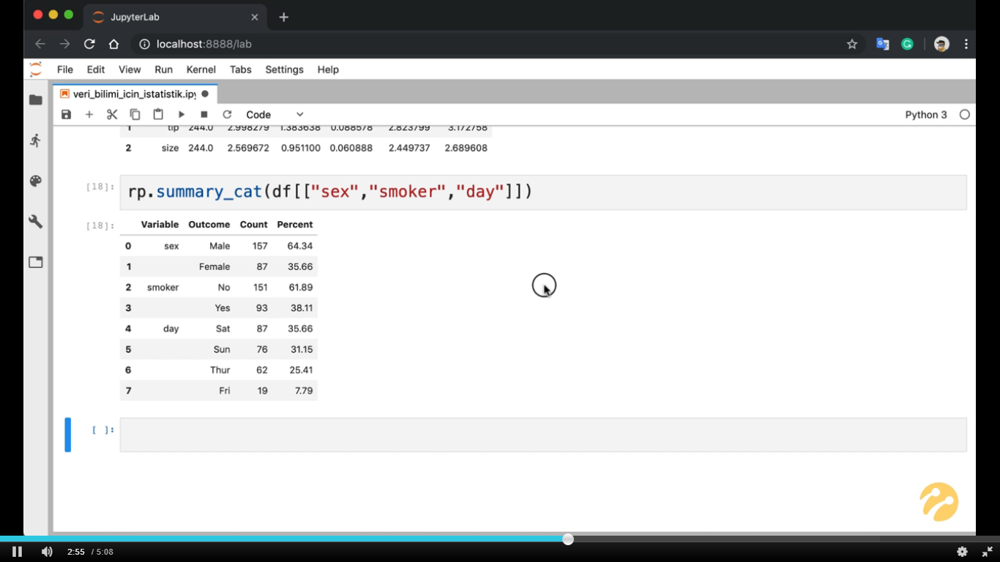 JupyterLab
localhost:8888/lab
File Edit View Run Kernel Tabs Settings Help
veri_bilimi_icin_istatistik.ipy
Code Python 3
1 tip 244.0 2.998279 1.383638 0.088578 2.823799 3.172758
2 size 244.0 2.569672 0.951100 0.060888 2.449737 2.689608
[18]: rp.summary_cat(df[["sex","smoker","day"]])
[18]: Variable Outcome Count Percent
0 sex Male 157 64.34
1 Female 87 35.66
2 smoker No 151 61.89
3 Yes 93 38.11
4 day Sat 87 35.66
5 Sun 76 31.15
6 Thur 62 25.41
7 Fri 19 7.79
[ ]:
2:55 / 5:08